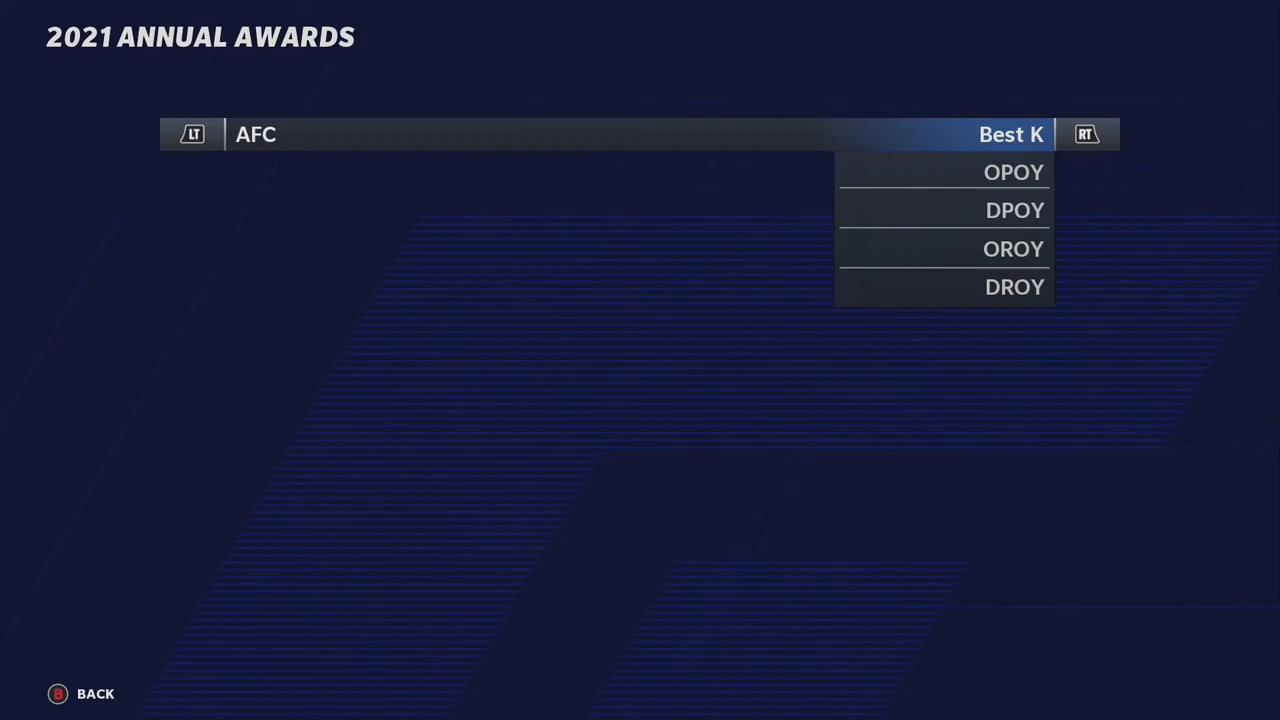 2021 ANNUAL AWARDS
LT AFC Best K RT
OPOY
DPOY
OROY
DROY
B BACK